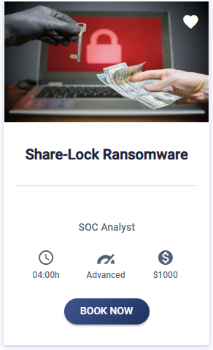 Share-Lock Ransomware
SOC Analyst
04:00h
Advanced
$1000
BOOK NOW